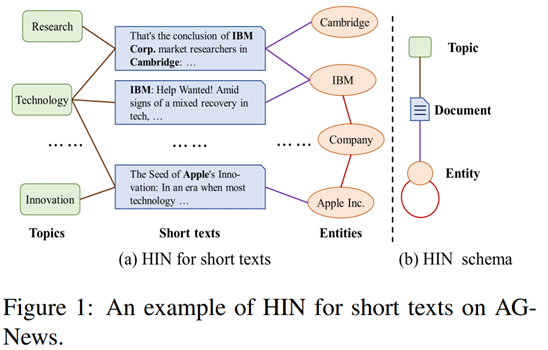 Research
Technology
... ...
Innovation
Topics
That's the conclusion of IBM
Corp. market researchers in
Cambridge: ...
IBM: Help Wanted! Amid
signs of a mixed recovery in
tech, ...
... ...
The Seed of Apple's Inno-
vation: In an era when most
technology ...
Short texts
Cambridge
IBM
... ...
Company
Apple Inc.
Entities
(a) HIN for short texts
Topic
Document
Entity
(b) HIN schema
Figure 1: An example of HIN for short texts on AG-
News.